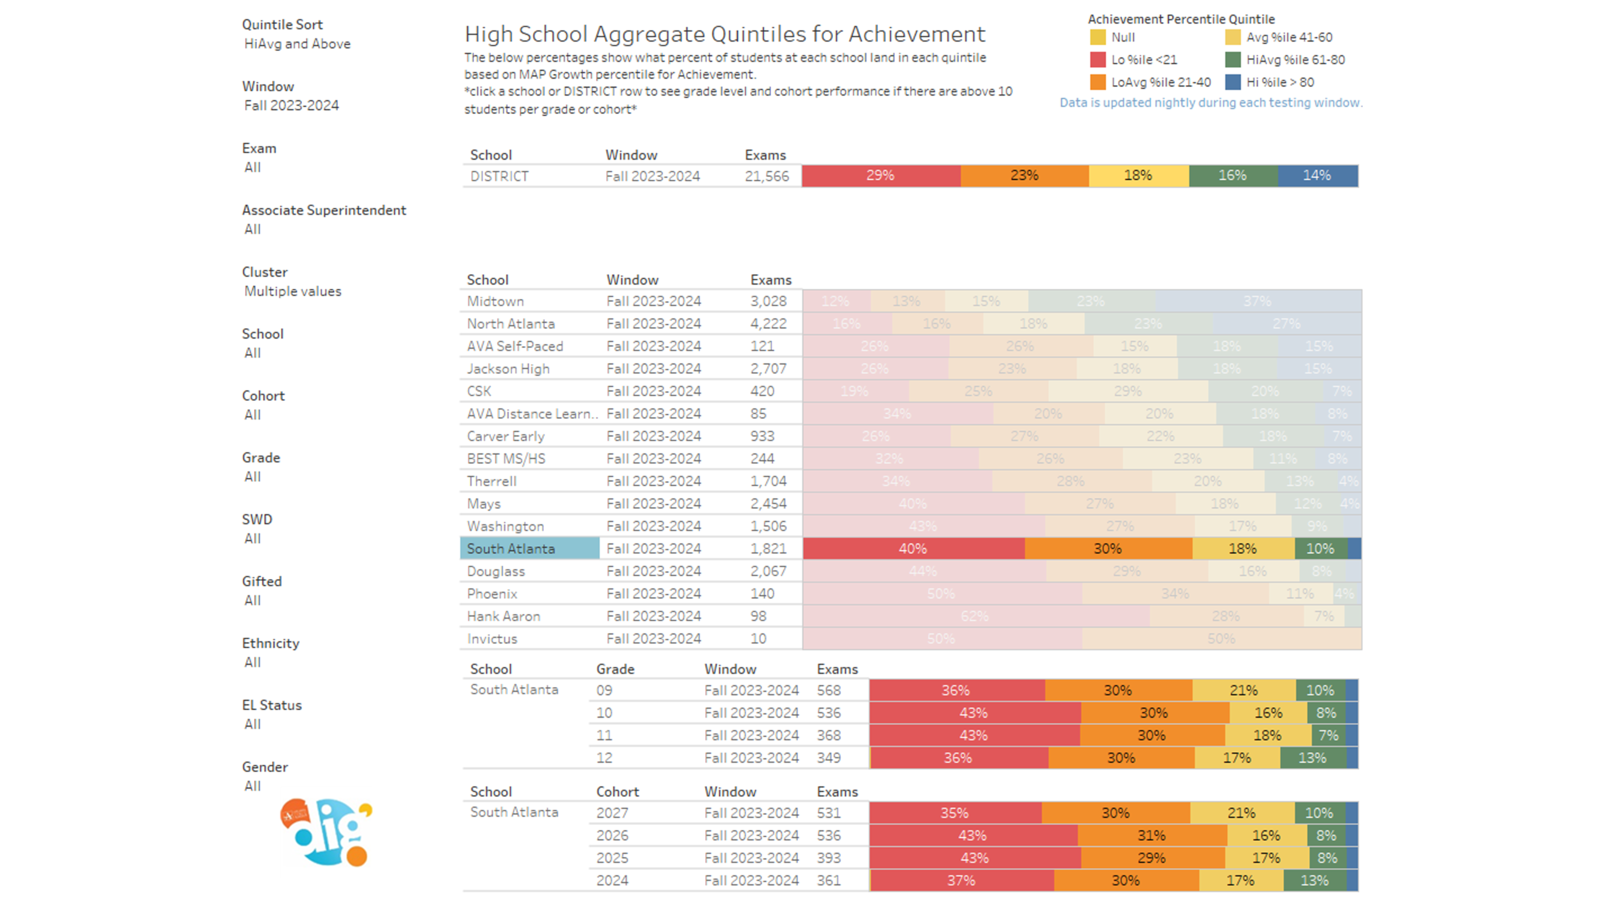 Quintile Sort
HiAvg and Above
Window
Fall 2023-2024
Exam
All
Associate Superintendent
All
Cluster
Multiple values
School
All
Cohort
All
Grade
All
SWD
All
Gifted
All
Ethnicity
All
EL Status
All
Gender
All
dig
High School Aggregate Quintiles for Achievement
The below percentages show what percent of students at each school land in each quintile
based on MAP Growth percentile for Achievement.
*click a school or DISTRICT row to see grade level and cohort performance if there are above 10
students per grade or cohort*
Achievement Percentile Quintile
Null Avg %ile 41-60
Lo %ile <21 HiAvg %ile 61-80
LoAvg %ile 21-40 Hi %ile > 80
Data is updated nightly during each testing window.
School Window Exams
DISTRICT Fall 2023-2024 21,566 29% 23% 18% 16% 14%
School Window Exams
Midtown Fall 2023-2024 3,028 12% 13% 15% 23% 37%
North Atlanta Fall 2023-2024 4,222 16% 16% 18% 23% 27%
AVA Self-Paced Fall 2023-2024 121 26% 26% 15% 18% 15%
Jackson High Fall 2023-2024 2,707 26% 23% 18% 18% 15%
CSK Fall 2023-2024 420 19% 25% 29% 20% 7%
AVA Distance Learn.. Fall 2023-2024 85 34% 20% 20% 18% 8%
Carver Early Fall 2023-2024 933 26% 27% 22% 18% 7%
BEST MS/HS Fall 2023-2024 244 32% 26% 23% 11% 8%
Therrell Fall 2023-2024 1,704 34% 28% 20% 13% 4%
Mays Fall 2023-2024 2,454 40% 27% 18% 12% 4%
Washington Fall 2023-2024 1,506 43% 27% 17% 9%
South Atlanta Fall 2023-2024 1,821 40% 30% 18% 10%
Douglass Fall 2023-2024 2,067 44% 29% 16% 8%
Phoenix Fall 2023-2024 140 50% 34% 11% 4%
Hank Aaron Fall 2023-2024 98 62% 28% 7%
Invictus Fall 2023-2024 10 50% 50%
School Grade Window Exams
South Atlanta 09 Fall 2023-2024 568 36% 30% 21% 10%
10 Fall 2023-2024 536 43% 30% 16% 8%
11 Fall 2023-2024 368 43% 30% 18% 7%
12 Fall 2023-2024 349 36% 30% 17% 13%
School Cohort Window Exams
South Atlanta 2027 Fall 2023-2024 531 35% 30% 21% 10%
2026 Fall 2023-2024 536 43% 31% 16% 8%
2025 Fall 2023-2024 393 43% 29% 17% 8%
2024 Fall 2023-2024 361 37% 30% 17% 13%